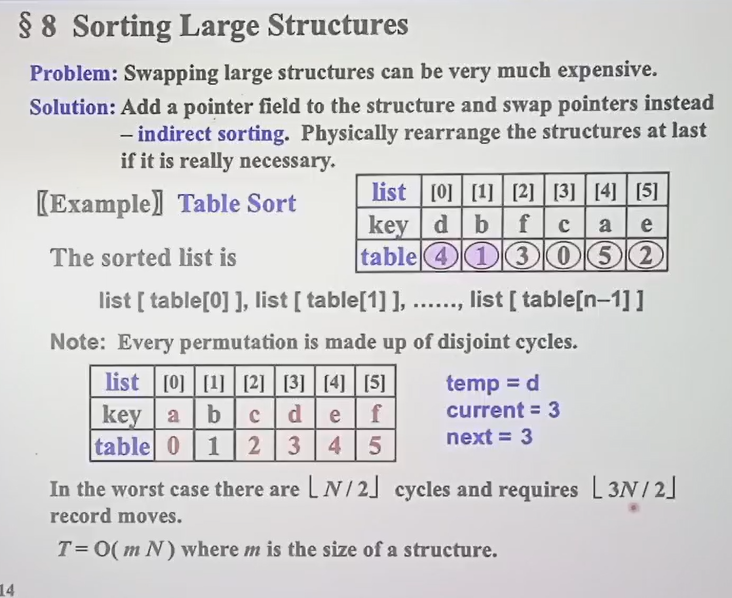 § 8 Sorting Large Structures
Problem: Swapping large structures can be very much expensive.
Solution: Add a pointer field to the structure and swap pointers instead
– indirect sorting. Physically rearrange the structures at last
if it is really necessary.
〖Example〗 Table Sort
list [0] [1] [2] [3] [4] [5]
key d b f c a e
table 4 1 3 0 5 2
The sorted list is
list [ table[0] ], list [ table[1] ], ……, list [ table[n–1] ]
Note: Every permutation is made up of disjoint cycles.
list [0] [1] [2] [3] [4] [5]
key a b c d e f
table 0 1 2 3 4 5
temp = d
current = 3
next = 3
In the worst case there are ⌊ N / 2⌋ cycles and requires ⌊ 3N / 2⌋
record moves.
T = O( m N ) where m is the size of a structure.
14